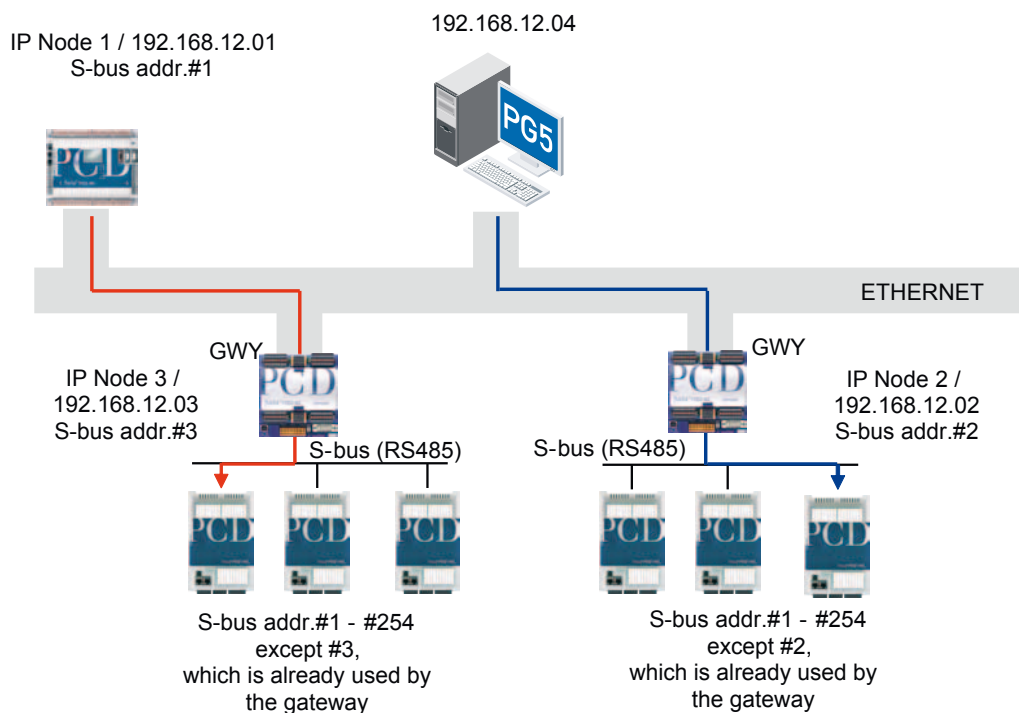 IP Node 1 / 192.168.12.01
S-bus addr.#1
192.168.12.04
PG5
PCD
ETHERNET
GWY
PCD
IP Node 3 /
192.168.12.03
S-bus addr.#3
GWY
PCD
IP Node 2 /
192.168.12.02
S-bus addr.#2
S-bus (RS485)
S-bus (RS485)
PCD
PCD
PCD
PCD
PCD
PCD
S-bus addr.#1 - #254
except #3,
which is already used by
the gateway
S-bus addr.#1 - #254
except #2,
which is already used by
the gateway